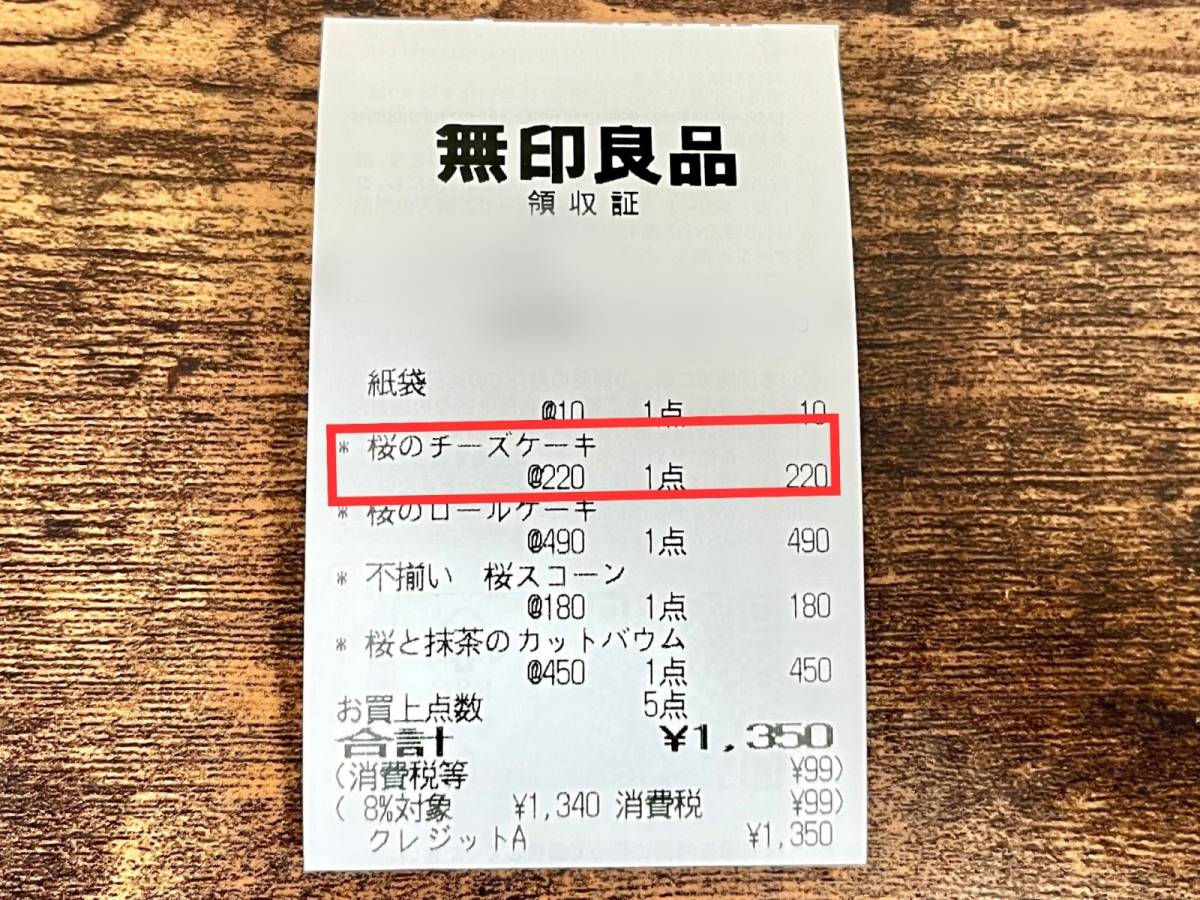 無印良品
領収証
紙袋
@10 1点 10
* 桜のチーズケーキ
@220 1点 220
* 桜のロールケーキ
@490 1点 490
* 不揃い 桜スコーン
@180 1点 180
* 桜と抹茶のカットバウム
@450 1点 450
お買上点数 5点
合計 ¥1,350
(消費税等 ¥99)
( 8%対象 ¥1,340 消費税 ¥99)
クレジットA ¥1,350